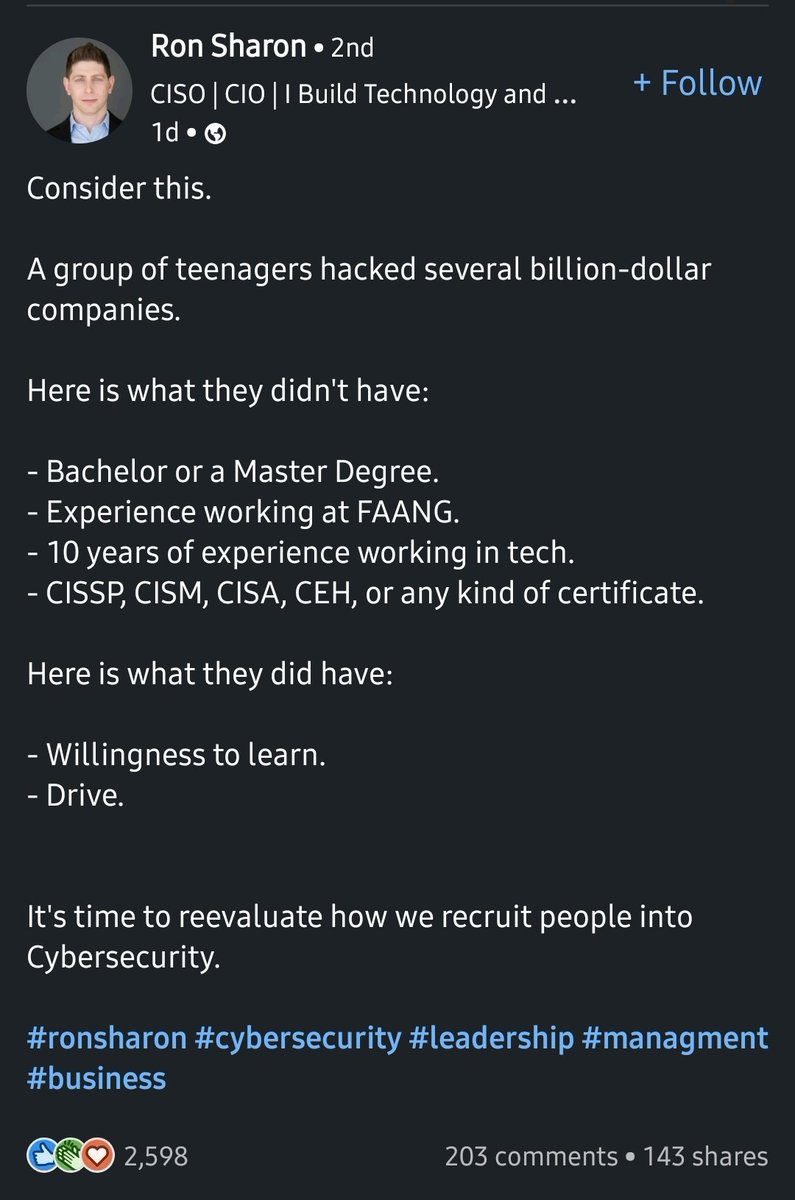 Ron Sharon • 2nd
CISO | CIO | I Build Technology and ...
+ Follow
1d •
Consider this.
A group of teenagers hacked several billion-dollar
companies.
Here is what they didn't have:
- Bachelor or a Master Degree.
- Experience working at FAANG.
- 10 years of experience working in tech.
- CISSP, CISM, CISA, CEH, or any kind of certificate.
Here is what they did have:
- Willingness to learn.
- Drive.
It's time to reevaluate how we recruit people into
Cybersecurity.
#ronsharon #cybersecurity #leadership #managment
#business
2,598
203 comments • 143 shares